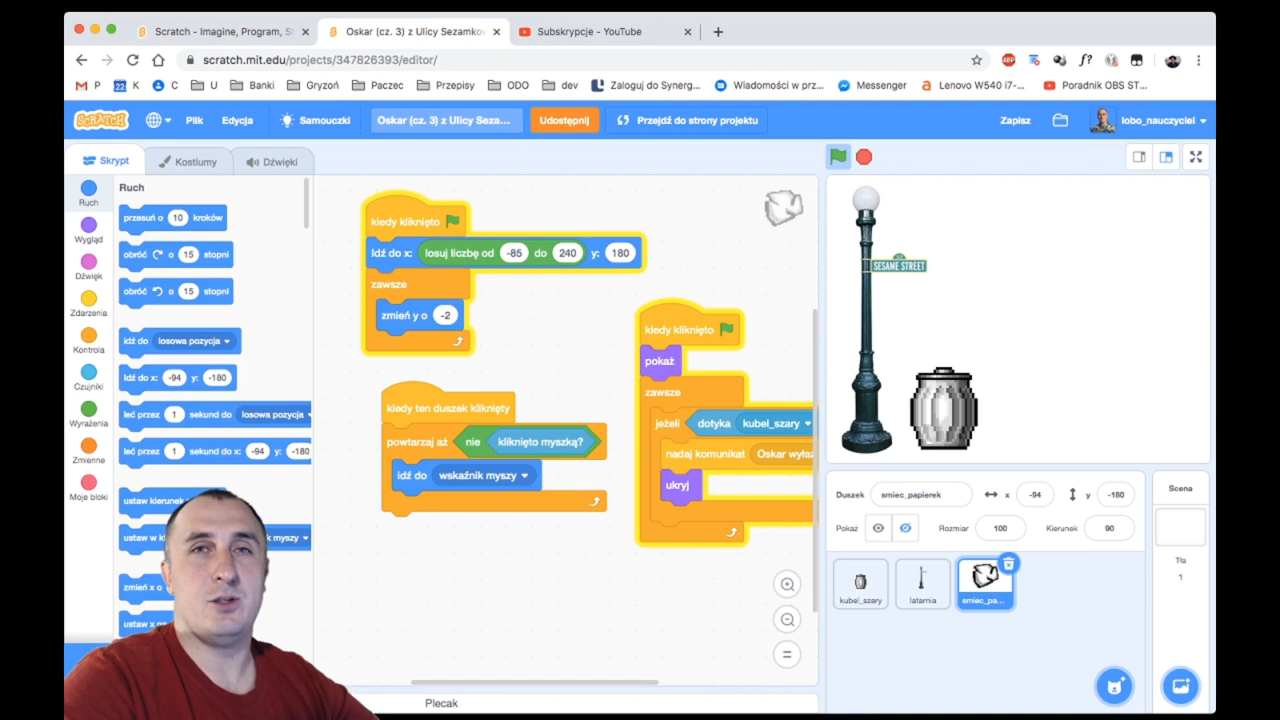 Scratch - Imagine, Program, S
Oskar (cz. 3) z Ulicy Sezamkow
Subskrypcje - YouTube
scratch.mit.edu/projects/347826393/editor/
ABP
f?
M P
22 K
C
U
Banki
Gryzoń
Paczec
Przepisy
ODO
dev
Zaloguj do Synerg...
Wiadomości w prz...
Messenger
a Lenovo W540 i7-...
Poradnik OBS ST...
SCRATCH
Plik
Edycja
Samouczki
Oskar (cz. 3) z Ulicy Seza...
Udostępnij
Przejdź do strony projektu
Zapisz
lobo_nauczyciel
Skrypt
Kostiumy
Dźwięki
Ruch
Wygląd
Dźwięk
Zdarzenia
Kontrola
Czujniki
Wyrażenia
Zmienne
Moje bloki
Ruch
przesuń o 10 kroków
obróć o 15 stopni
obróć o 15 stopni
idź do losowa pozycja
idź do x: -94 y: -180
leć przez 1 sekund do losowa pozycja
leć przez 1 sekund do x: -94 y: -180
ustaw kierunek
ustaw w k myszy
zmień x o
ustaw x na
kiedy kliknięto
idź do x: losuj liczbę od -85 do 240 y: 180
zawsze
zmień y o -2
kiedy ten duszek kliknięty
powtarzaj aż nie kliknięto myszką?
idź do wskaźnik myszy
kiedy kliknięto
pokaż
zawsze
jeżeli dotyka kubel_szary
nadaj komunikat Oskar wyła
ukryj
SESAME STREET
Duszek smiec_papierek x -94 y -180
Pokaż Rozmiar 100 Kierunek 90
kubel_szary
latarnia
smiec_pa...
Scena
Tła
1
Plecak